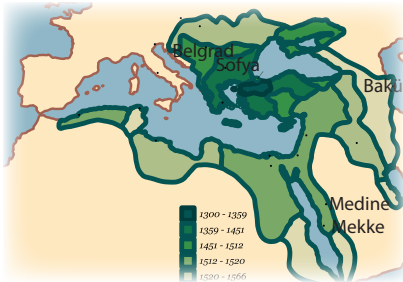 Belgrad
Sofya
Bakü
Medine
Mekke
1300 - 1359
1359 - 1451
1451 - 1512
1512 - 1520
1520 - 1566